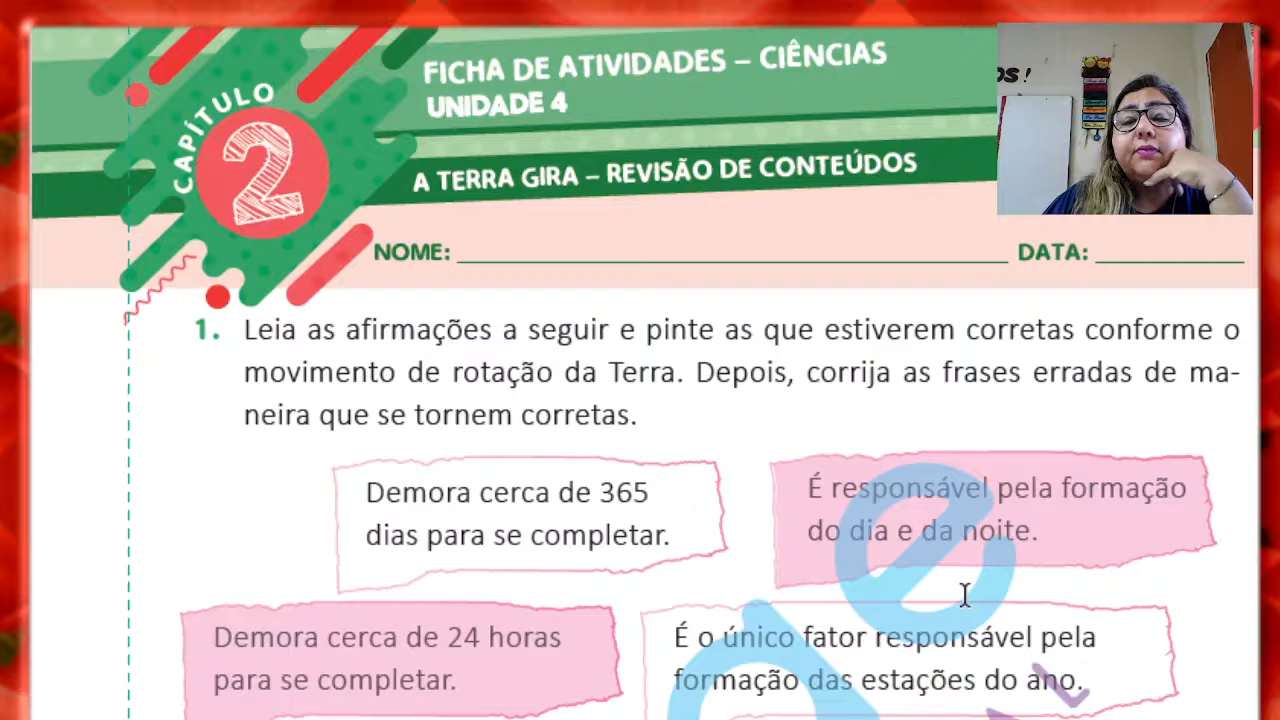 FICHA DE ATIVIDADES – CIÊNCIAS
UNIDADE 4
CAPÍTULO
2
A TERRA GIRA – REVISÃO DE CONTEÚDOS
NOME:
DATA:
1. Leia as afirmações a seguir e pinte as que estiverem corretas conforme o
movimento de rotação da Terra. Depois, corrija as frases erradas de ma-
neira que se tornem corretas.
Demora cerca de 365
dias para se completar.
É responsável pela formação
do dia e da noite.
Demora cerca de 24 horas
para se completar.
É o único fator responsável pela
formação das estações do ano.